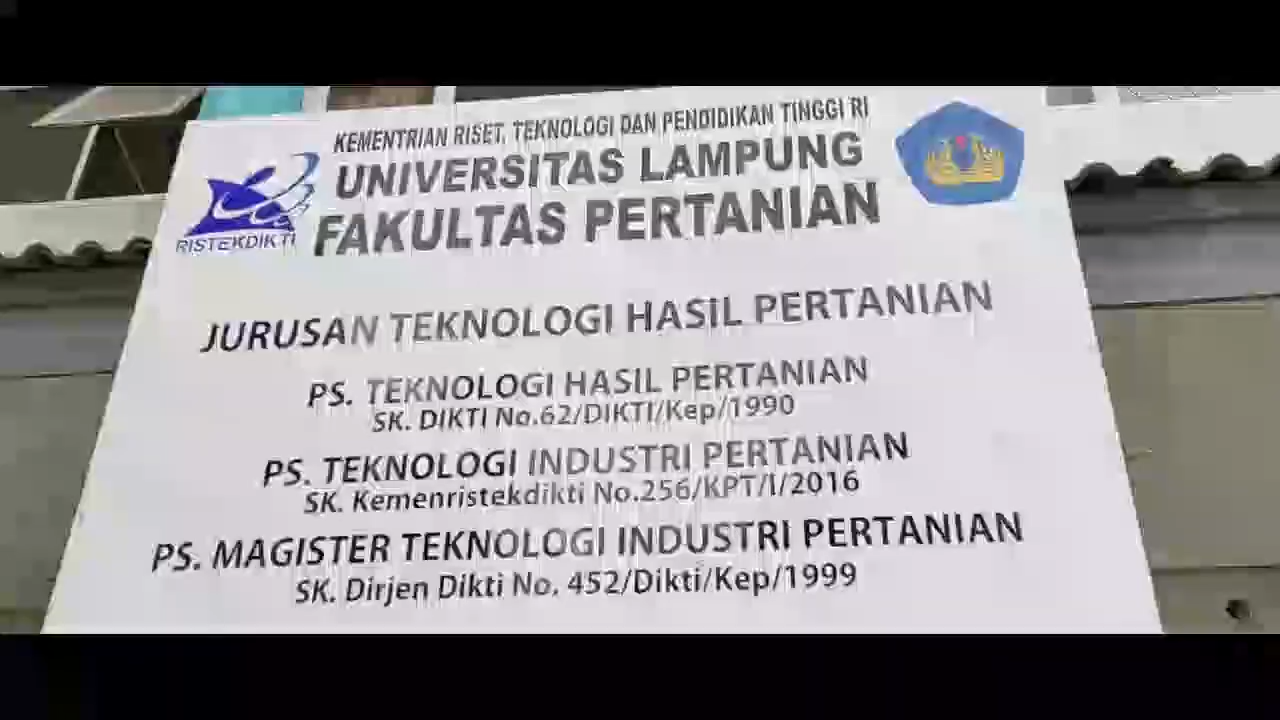 KEMENTRIAN RISET, TEKNOLOGI DAN PENDIDIKAN TINGGI RI
UNIVERSITAS LAMPUNG
FAKULTAS PERTANIAN
RISTEKDIKTI
JURUSAN TEKNOLOGI HASIL PERTANIAN
PS. TEKNOLOGI HASIL PERTANIAN
SK. DIKTI No.62/DIKTI/Kep/1990
PS. TEKNOLOGI INDUSTRI PERTANIAN
SK. Kemenristekdikti No.256/KPT/I/2016
PS. MAGISTER TEKNOLOGI INDUSTRI PERTANIAN
SK. Dirjen Dikti No. 452/Dikti/Kep/1999